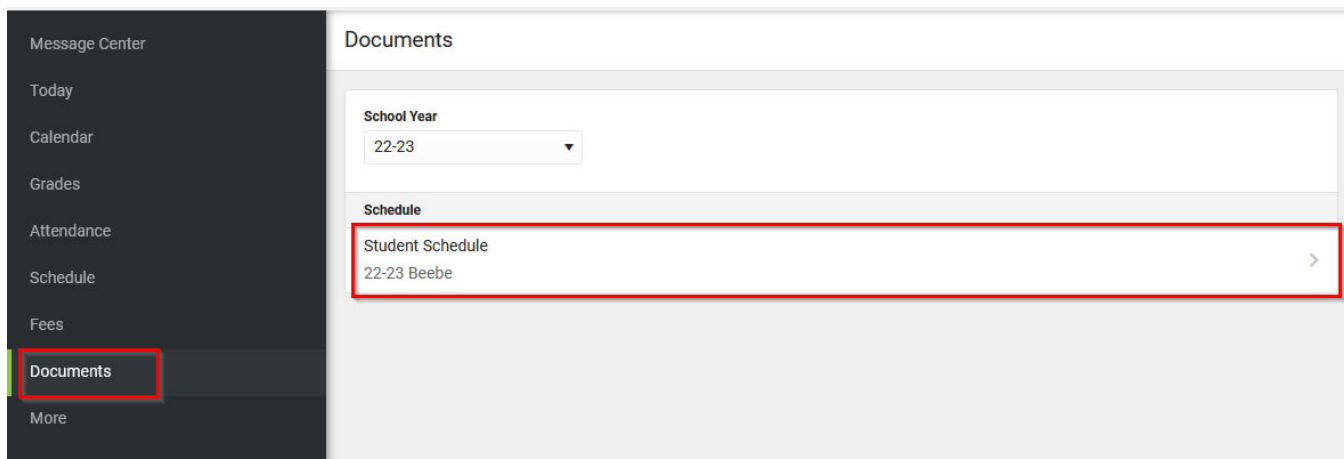 Message Center
Today
Calendar
Grades
Attendance
Schedule
Fees
Documents
More
Documents
School Year
22-23
Schedule
Student Schedule
22-23 Beebe